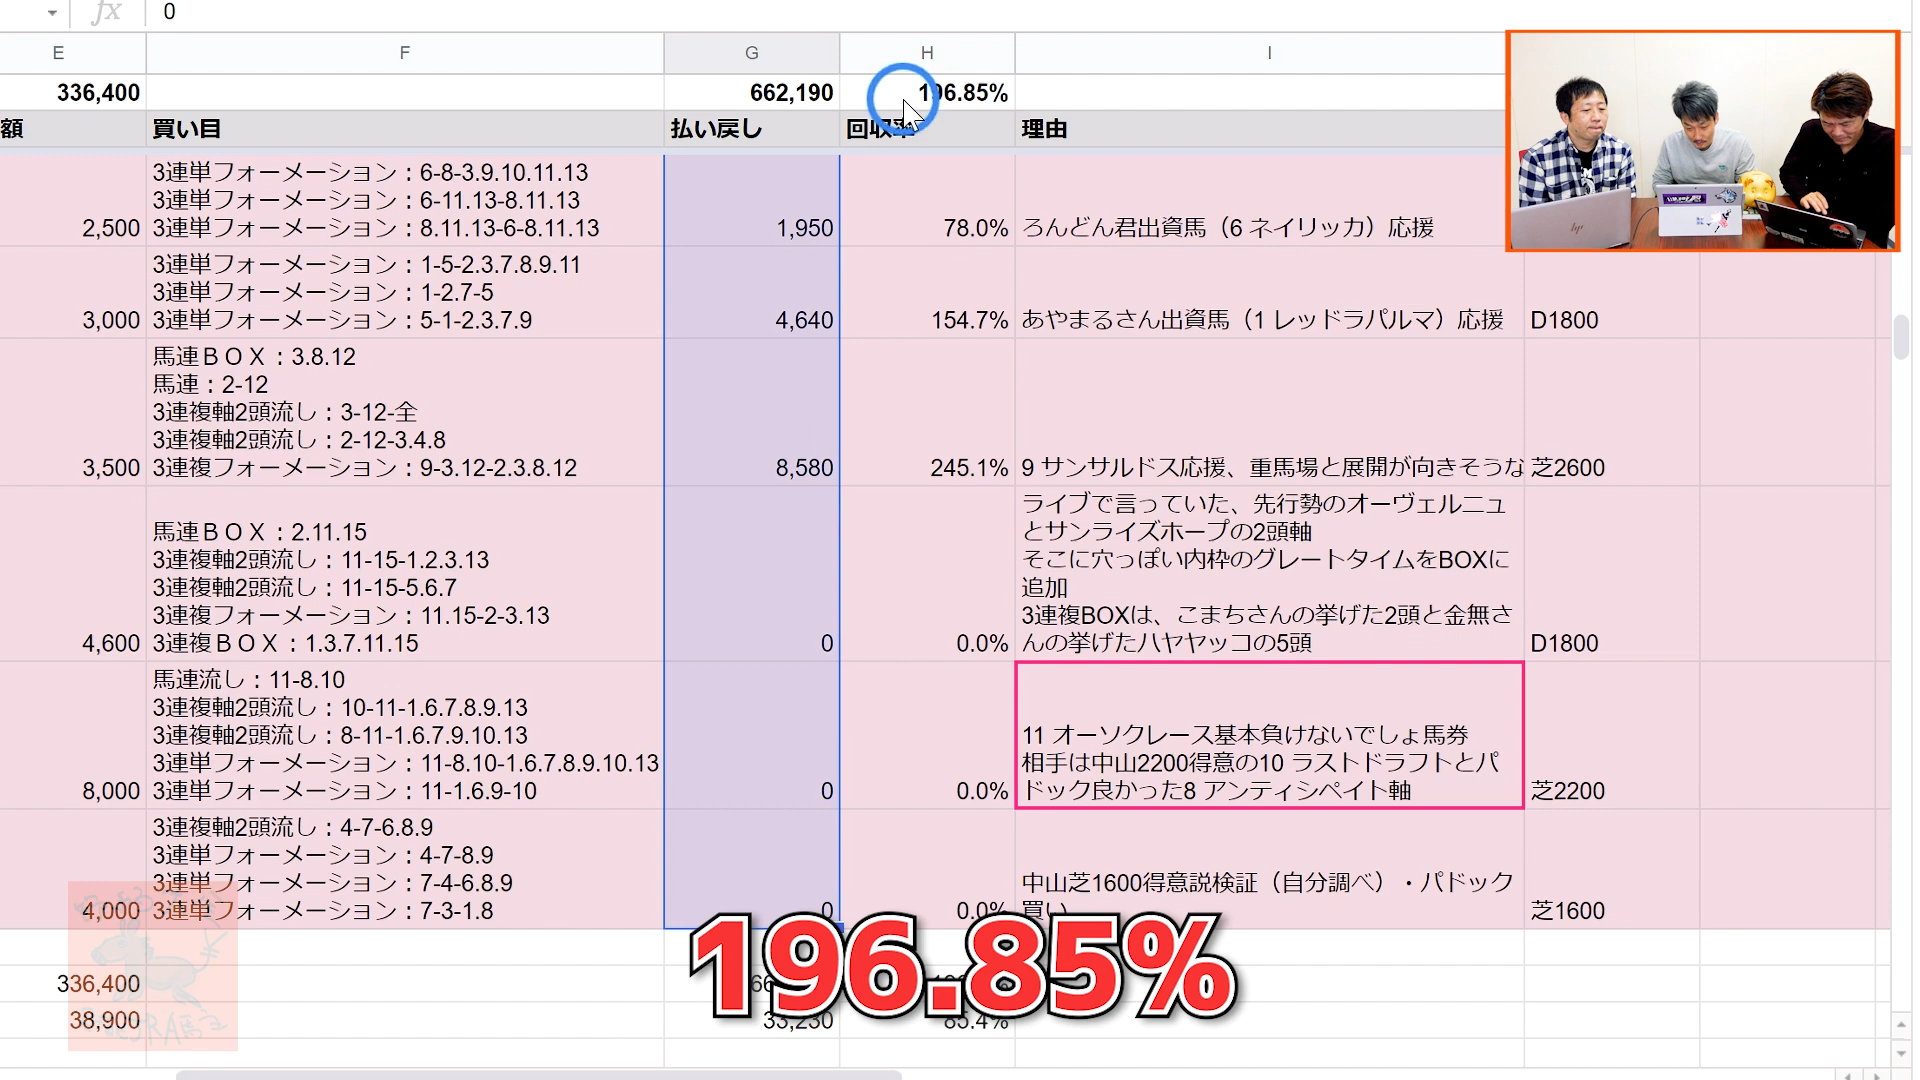 fx 0
E F G H I
336,400 662,190 196.85%
額 買い目 払い戻し 回収率 理由
3連単フォーメーション：6-8-3.9.10.11.13
3連単フォーメーション：6-11.13-8.11.13
2,500 3連単フォーメーション：8.11.13-6-8.11.13 1,950 78.0% ろんどん君出資馬（6 ネイリッカ）応援
3連単フォーメーション：1-5-2.3.7.8.9.11
3連単フォーメーション：1-2.7-5
3,000 3連単フォーメーション：5-1-2.3.7.9 4,640 154.7% あやまるさん出資馬（1 レッドラパルマ）応援 D1800
馬連ＢＯＸ：3.8.12
馬連：2-12
3連複軸2頭流し：3-12-全
3連複軸2頭流し：2-12-3.4.8
3,500 3連複フォーメーション：9-3.12-2.3.8.12 8,580 245.1% 9 サンサルドス応援、重馬場と展開が向きそうな 芝2600
馬連ＢＯＸ：2.11.15
3連複軸2頭流し：11-15-1.2.3.13
3連複軸2頭流し：11-15-5.6.7
3連複フォーメーション：11.15-2-3.13
4,600 3連複ＢＯＸ：1.3.7.11.15 0 0.0%
ライブで言っていた、先行勢のオーヴェルニュ
とサンライズホープの2頭軸
そこに穴っぽい内枠のグレートタイムをBOXに
追加
3連複BOXは、こまちさんの挙げた2頭と金無さ
んの挙げたハヤヤッコの5頭 D1800
馬連流し：11-8.10
3連複軸2頭流し：10-11-1.6.7.8.9.13
3連複軸2頭流し：8-11-1.6.7.9.10.13
3連単フォーメーション：11-8.10-1.6.7.8.9.10.13
8,000 3連単フォーメーション：11-1.6.9-10 0 0.0%
11 オーソクレース基本負けないでしょ馬券
相手は中山2200得意の10 ラストドラフトとパ
ドック良かった8 アンティシペイト軸 芝2200
3連複軸2頭流し：4-7-6.8.9
3連単フォーメーション：4-7-8.9
3連単フォーメーション：7-4-6.8.9
4,000 3連単フォーメーション：7-3-1.8 0 0.0%
中山芝1600得意説検証（自分調べ）・パドック
買い 芝1600
196.85%
336,400
38,900 33,230 85.4%